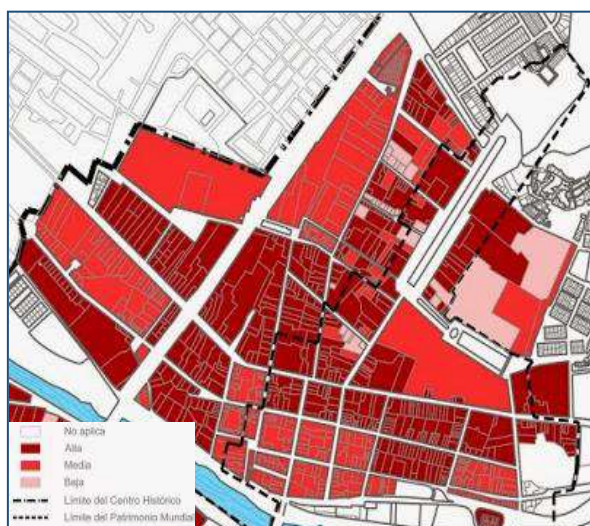 No aplica
Alta
Media
Baja
Límite del Centro Histórico
Límite del Patrimonio Mundial